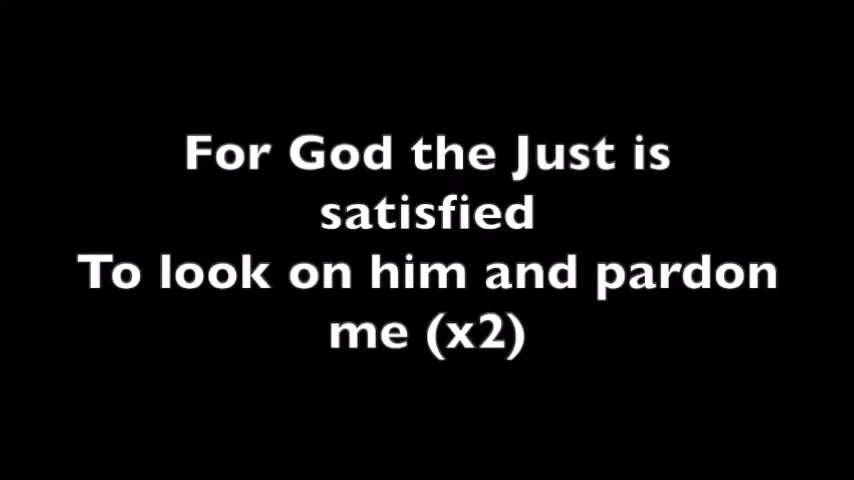 For God the Just is
satisfied
To look on him and pardon
me (x2)